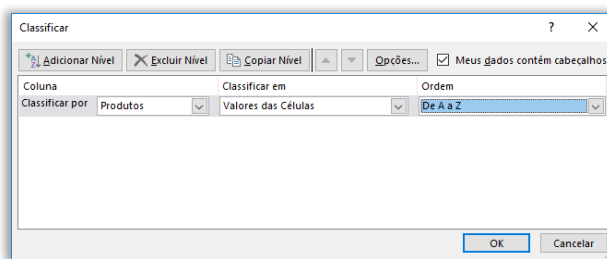 Classificar ? X
Adicionar Nível Excluir Nível Copiar Nível Opções... Meus dados contêm cabeçalhos
Coluna Classificar em Ordem
Classificar por Produtos Valores das Células De A a Z
OK Cancelar